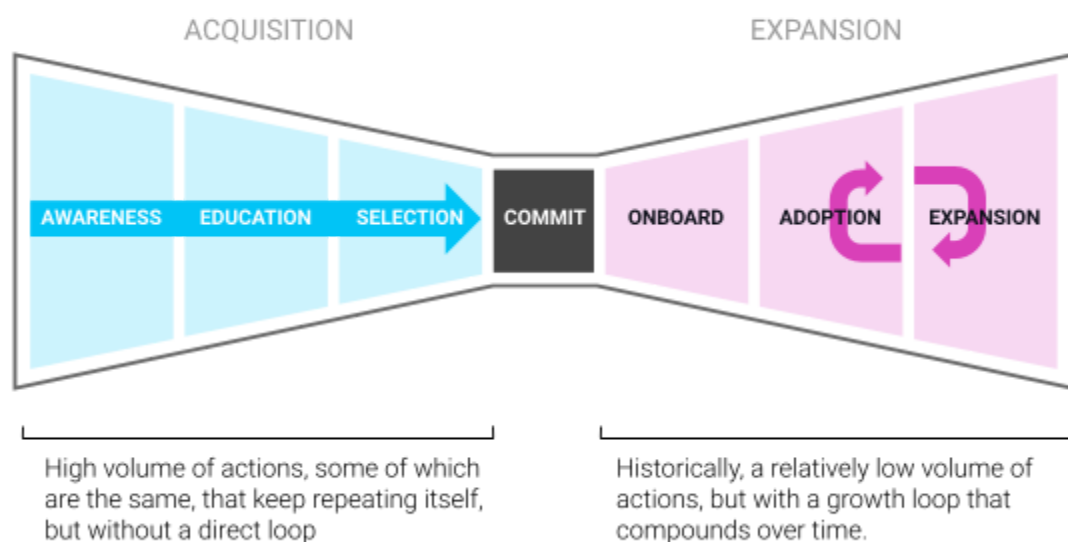 ACQUISITION
EXPANSION
AWARENESS
EDUCATION
SELECTION
COMMIT
ONBOARD
ADOPTION
EXPANSION
High volume of actions, some of which
are the same, that keep repeating itself,
but without a direct loop
Historically, a relatively low volume of
actions, but with a growth loop that
compounds over time.